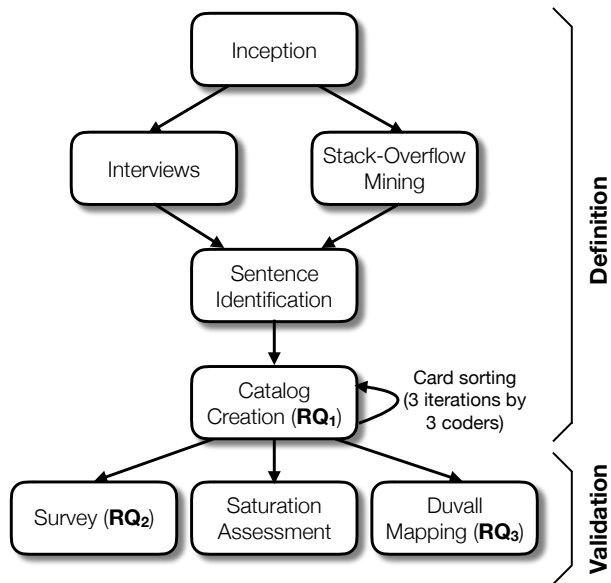 Inception
Interviews
Stack-Overflow
Mining
Sentence
Identification
Catalog
Creation (RQ₁)
Card sorting
(3 iterations by
3 coders)
Definition
Survey (RQ₂)
Saturation
Assessment
Duvall
Mapping (RQ₃)
Validation